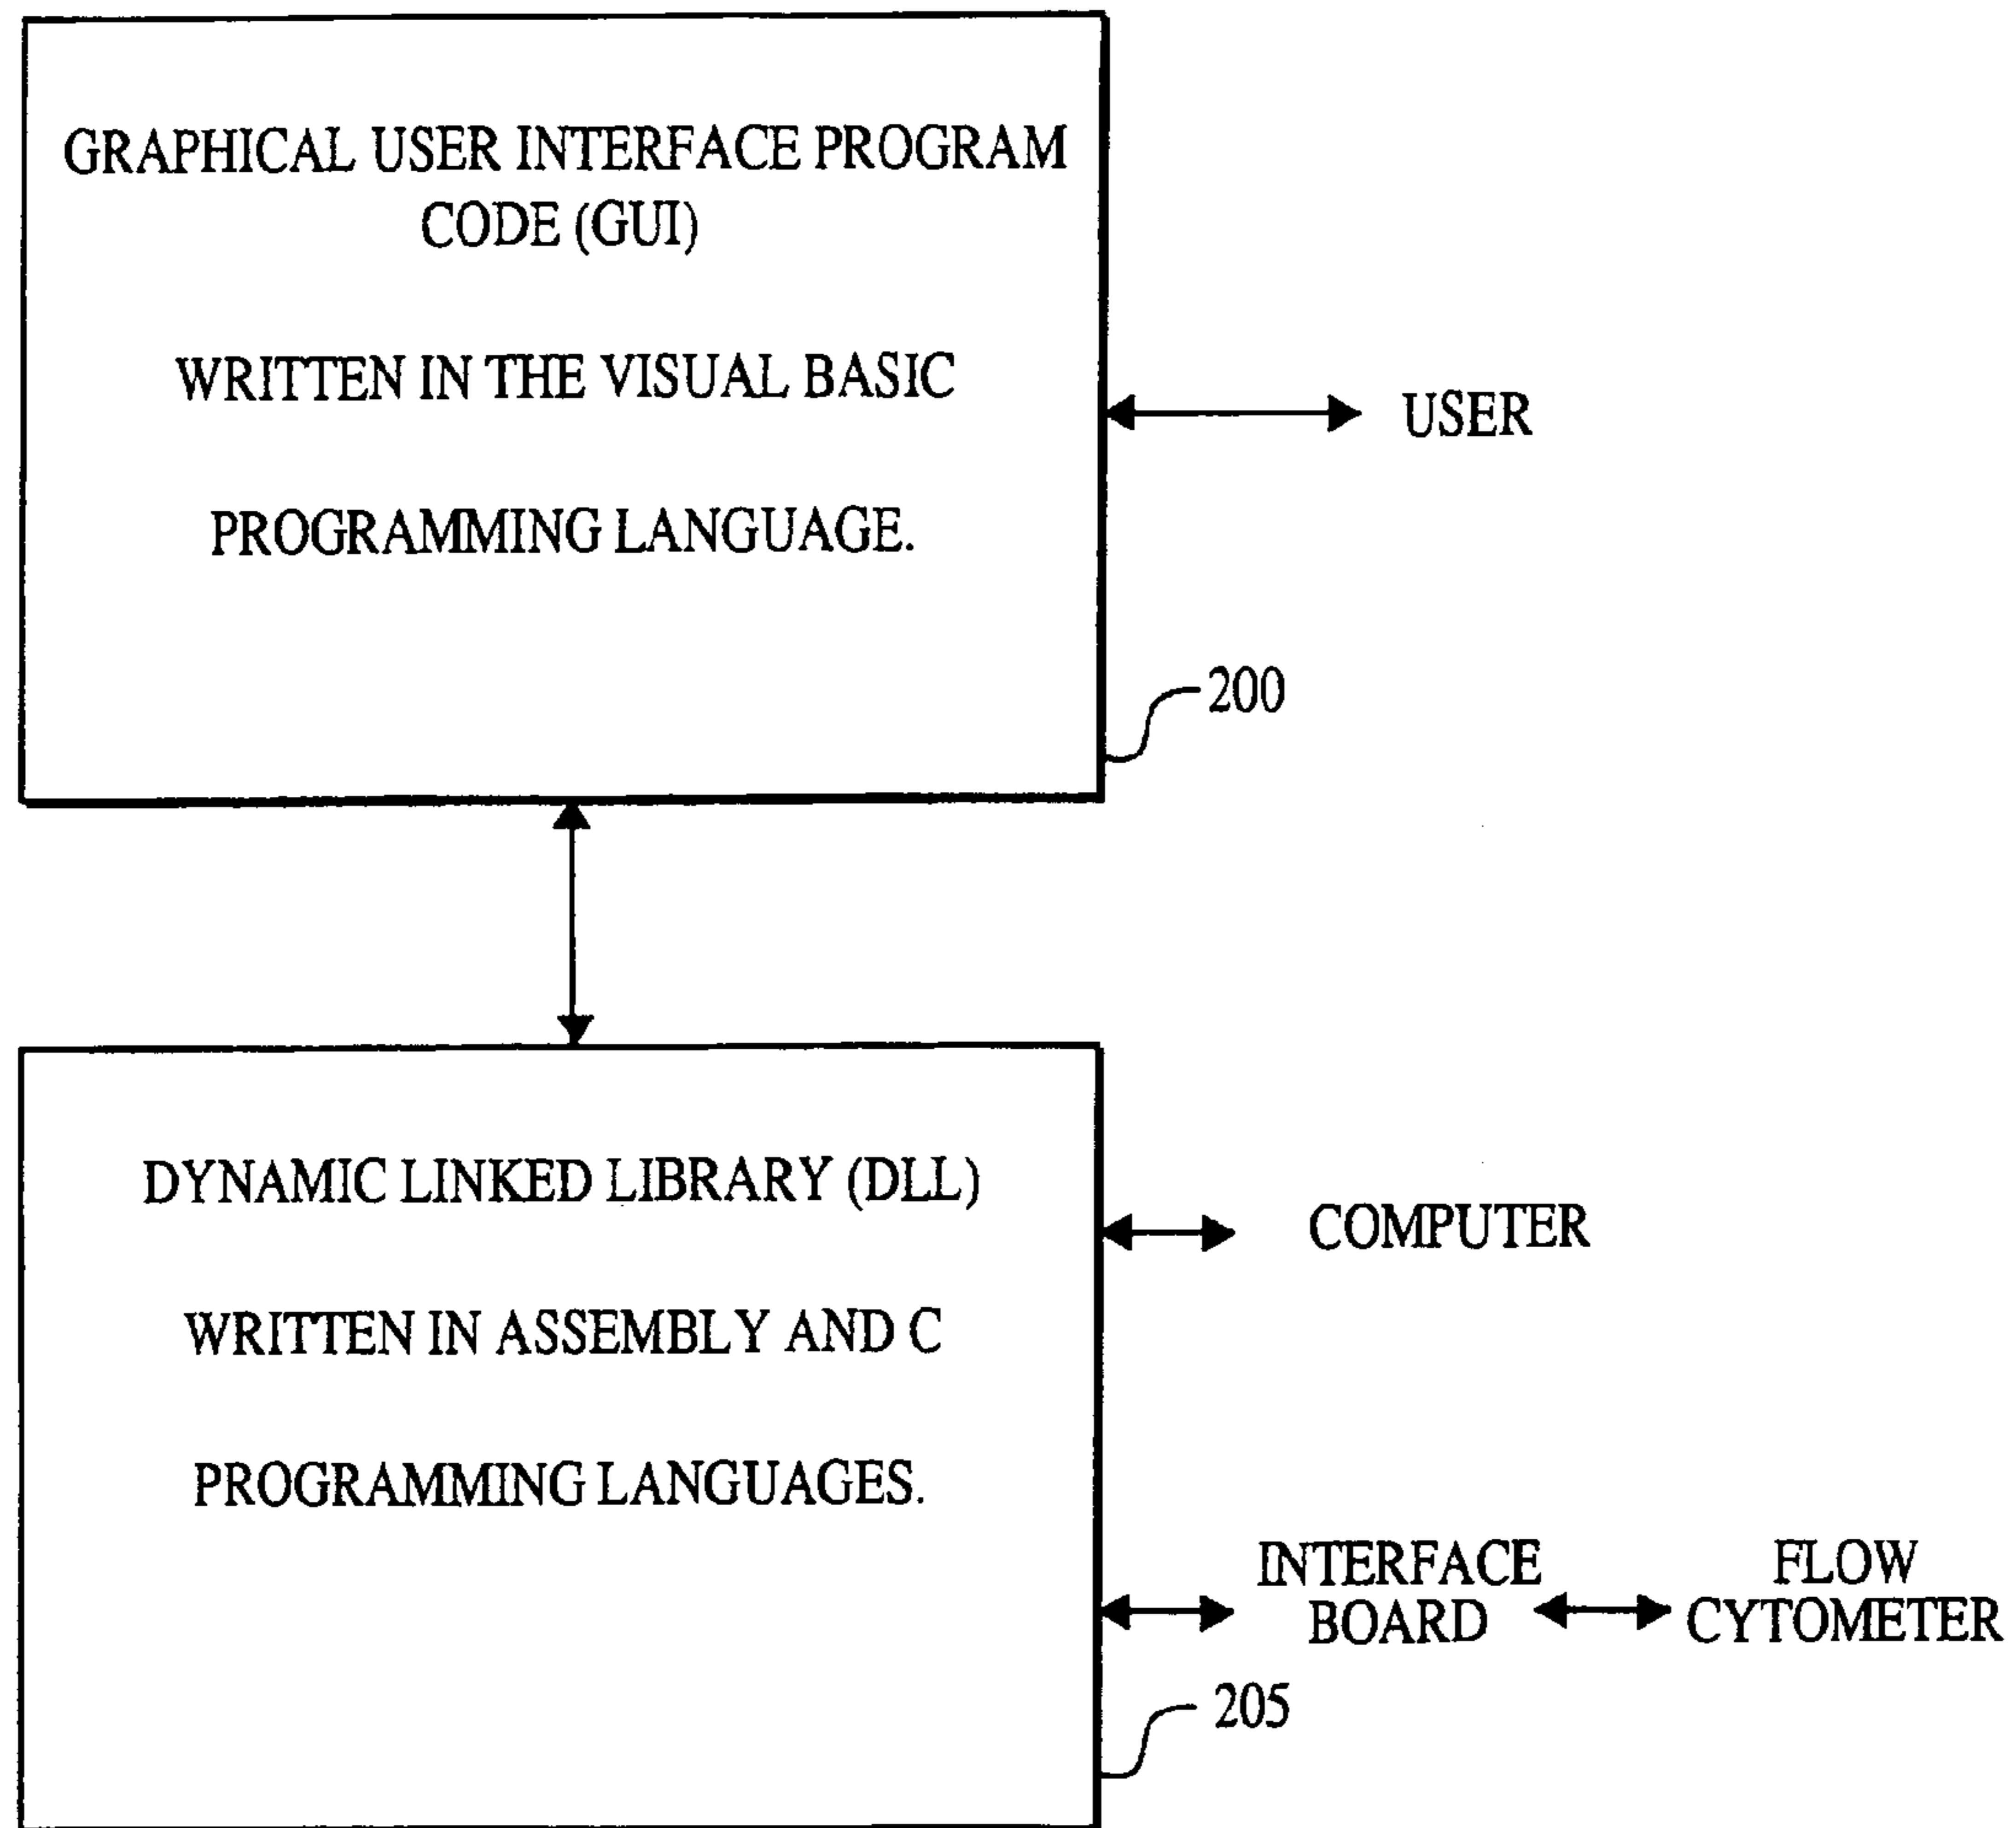 GRAPHICAL USER INTERFACE PROGRAM
CODE (GUI)
WRITTEN IN THE VISUAL BASIC
PROGRAMMING LANGUAGE.
USER
200
DYNAMIC LINKED LIBRARY (DLL)
WRITTEN IN ASSEMBLY AND C
PROGRAMMING LANGUAGES.
COMPUTER
INTERFACE
BOARD
FLOW
CYTOMETER
205